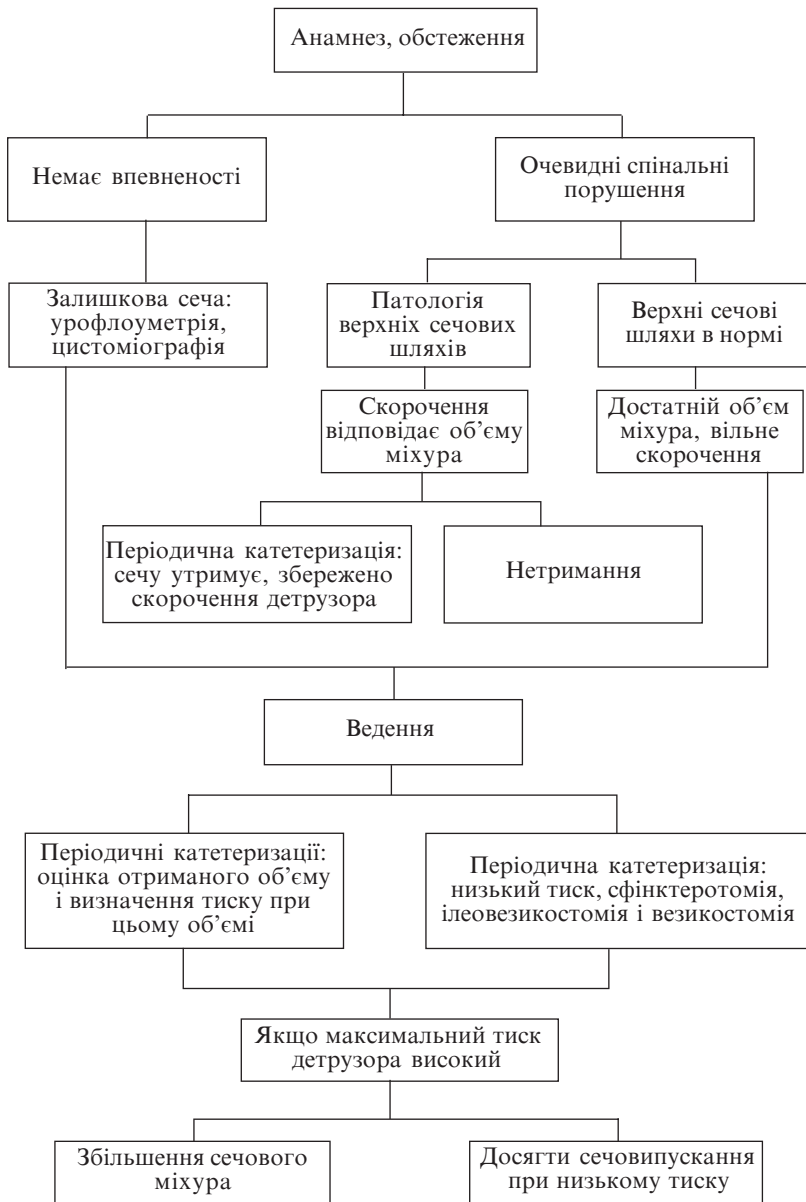 Анамнез, обстеження
Немає впевненості
Очевидні спінальні
порушення
Залишкова сеча:
урофлоуметрія,
цистоміографія
Патологія
верхніх сечових
шляхів
Верхні сечові
шляхи в нормі
Скорочення
відповідає об’єму
міхура
Достатній об’єм
міхура, вільне
скорочення
Періодична катетеризація:
сечу утримує, збережено
скорочення детрузора
Нетримання
Ведення
Періодичні катетеризації:
оцінка отриманого об’єму
і визначення тиску при
цьому об’ємі
Періодична катетеризація:
низький тиск, сфінктеротомія,
ілеовезикостомія і везикостомія
Якщо максимальний тиск
детрузора високий
Збільшення сечового
міхура
Досягти сечовипускання
при низькому тиску